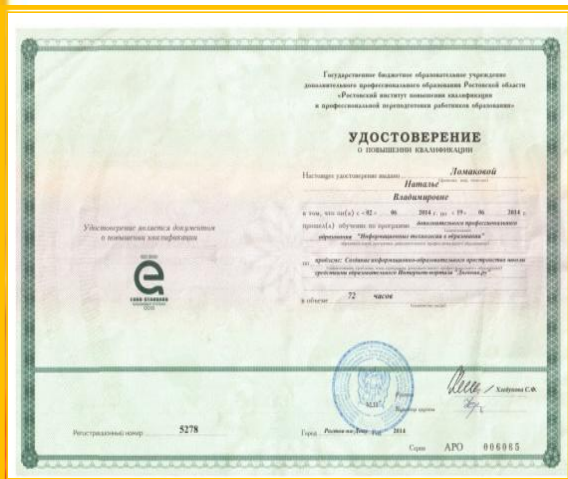 Государственное бюджетное образовательное учреждение
дополнительного профессионального образования Ростовской области
«Ростовский институт повышения квалификации
и профессиональной переподготовки работников образования»
УДОСТОВЕРЕНИЕ
О ПОВЫШЕНИИ КВАЛИФИКАЦИИ
Настоящее удостоверение выдано Ломаковой
Наталье
Владимировне
в том, что он(а) с «02» 06 2014 г. по «19» 06 2014 г.
прошел(а) обучение по программе дополнительного профессионального
образования "Информационные технологии в образовании"
по проблеме: Создание информационно-образовательного пространства школы
средствами образовательного Интернет-портала "Дневник.ру"
в объеме 72 часов
Удостоверение является документом
о повышении квалификации
М.П.
Хлебунова С.Ф.
Регистрационный номер 5278
Город Ростов-на-Дону Год 2014
Серия АРО 006065